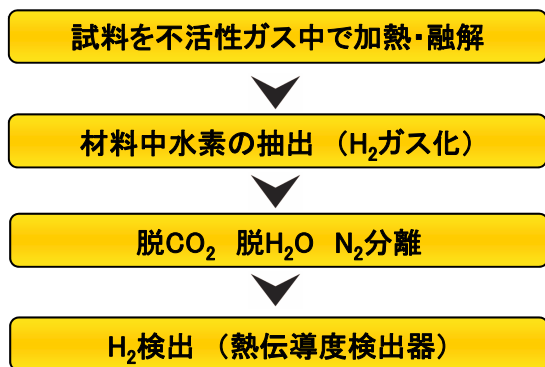 試料を不活性ガス中で加熱・融解
材料中水素の抽出 （H₂ガス化）
脱CO₂ 脱H₂O N₂分離
H₂検出 （熱伝導度検出器）